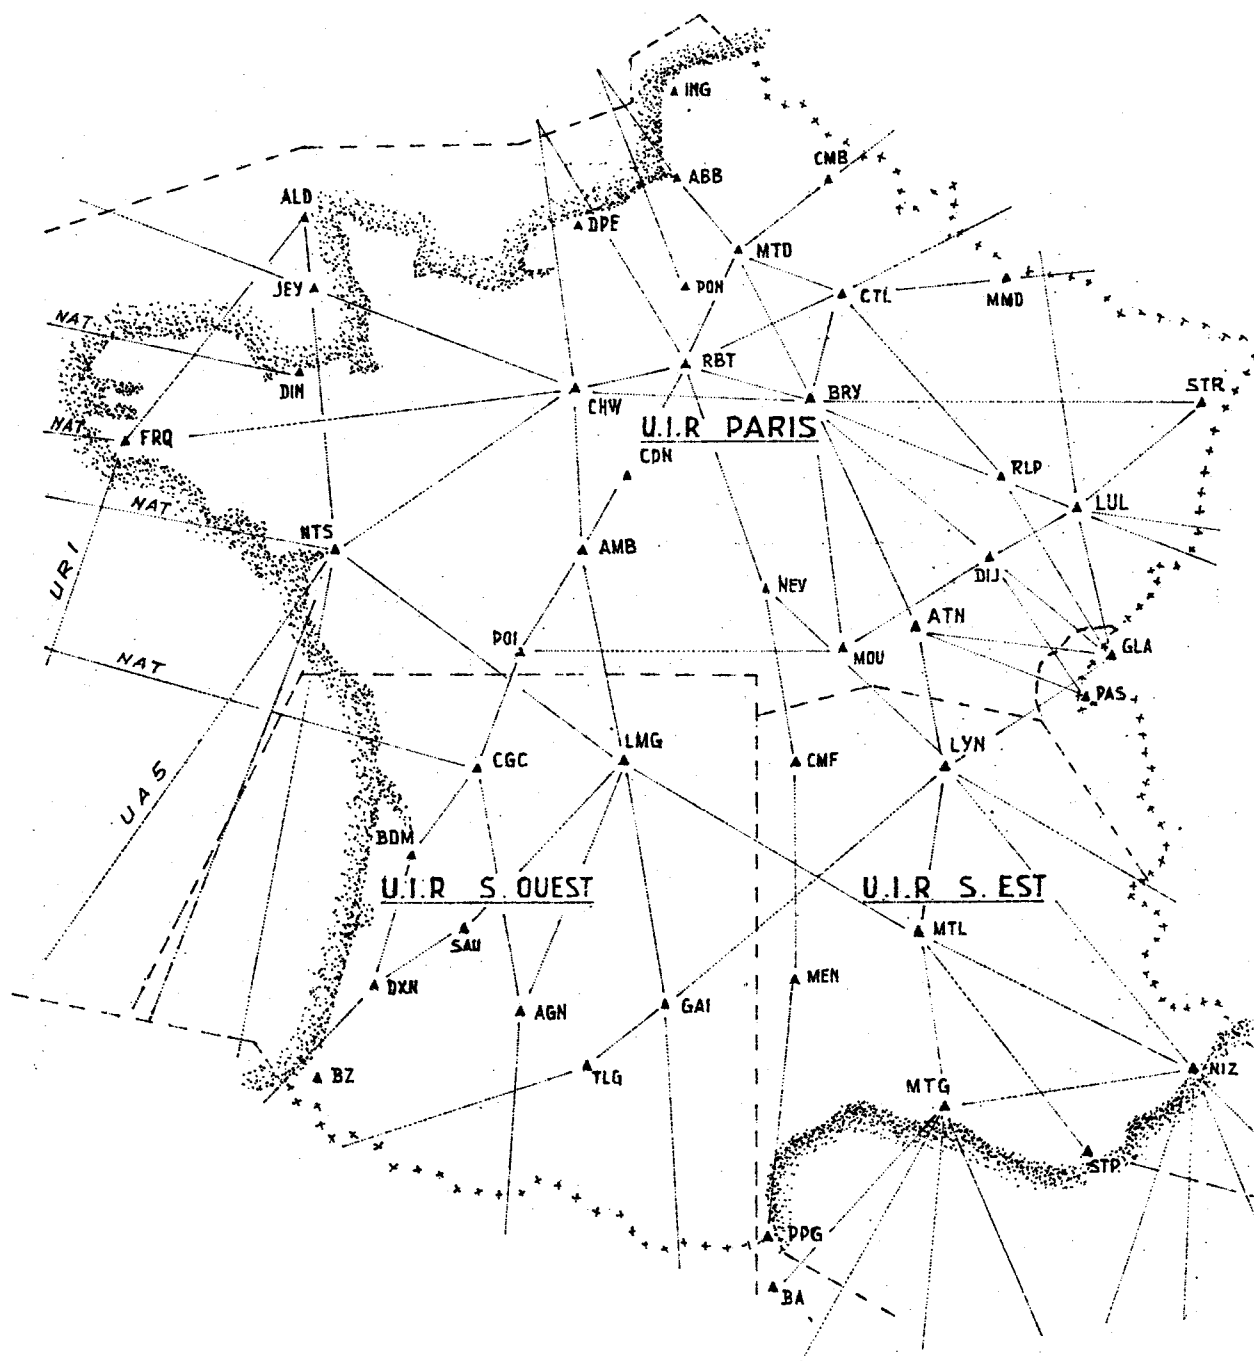 ING
CMB
ABB
ALD
DPE
MTD
JEY
PON
CTL
MMD
NAT
RBT
DIN
STR
BRY
CHW
NAT
FRQ
U.I.R PARIS
CDN
RLP
NAT
LUL
NTS
AMB
DIJ
URI
NEV
ATN
POI
MOU
GLA
NAT
PAS
LMG
LYN
CGC
CMF
UA5
BDM
U.I.R S. OUEST
U.I.R S. EST
SAU
MTL
DXN
MEN
AGN
GAI
BZ
TLG
NIZ
MTG
STP
PPG
BA